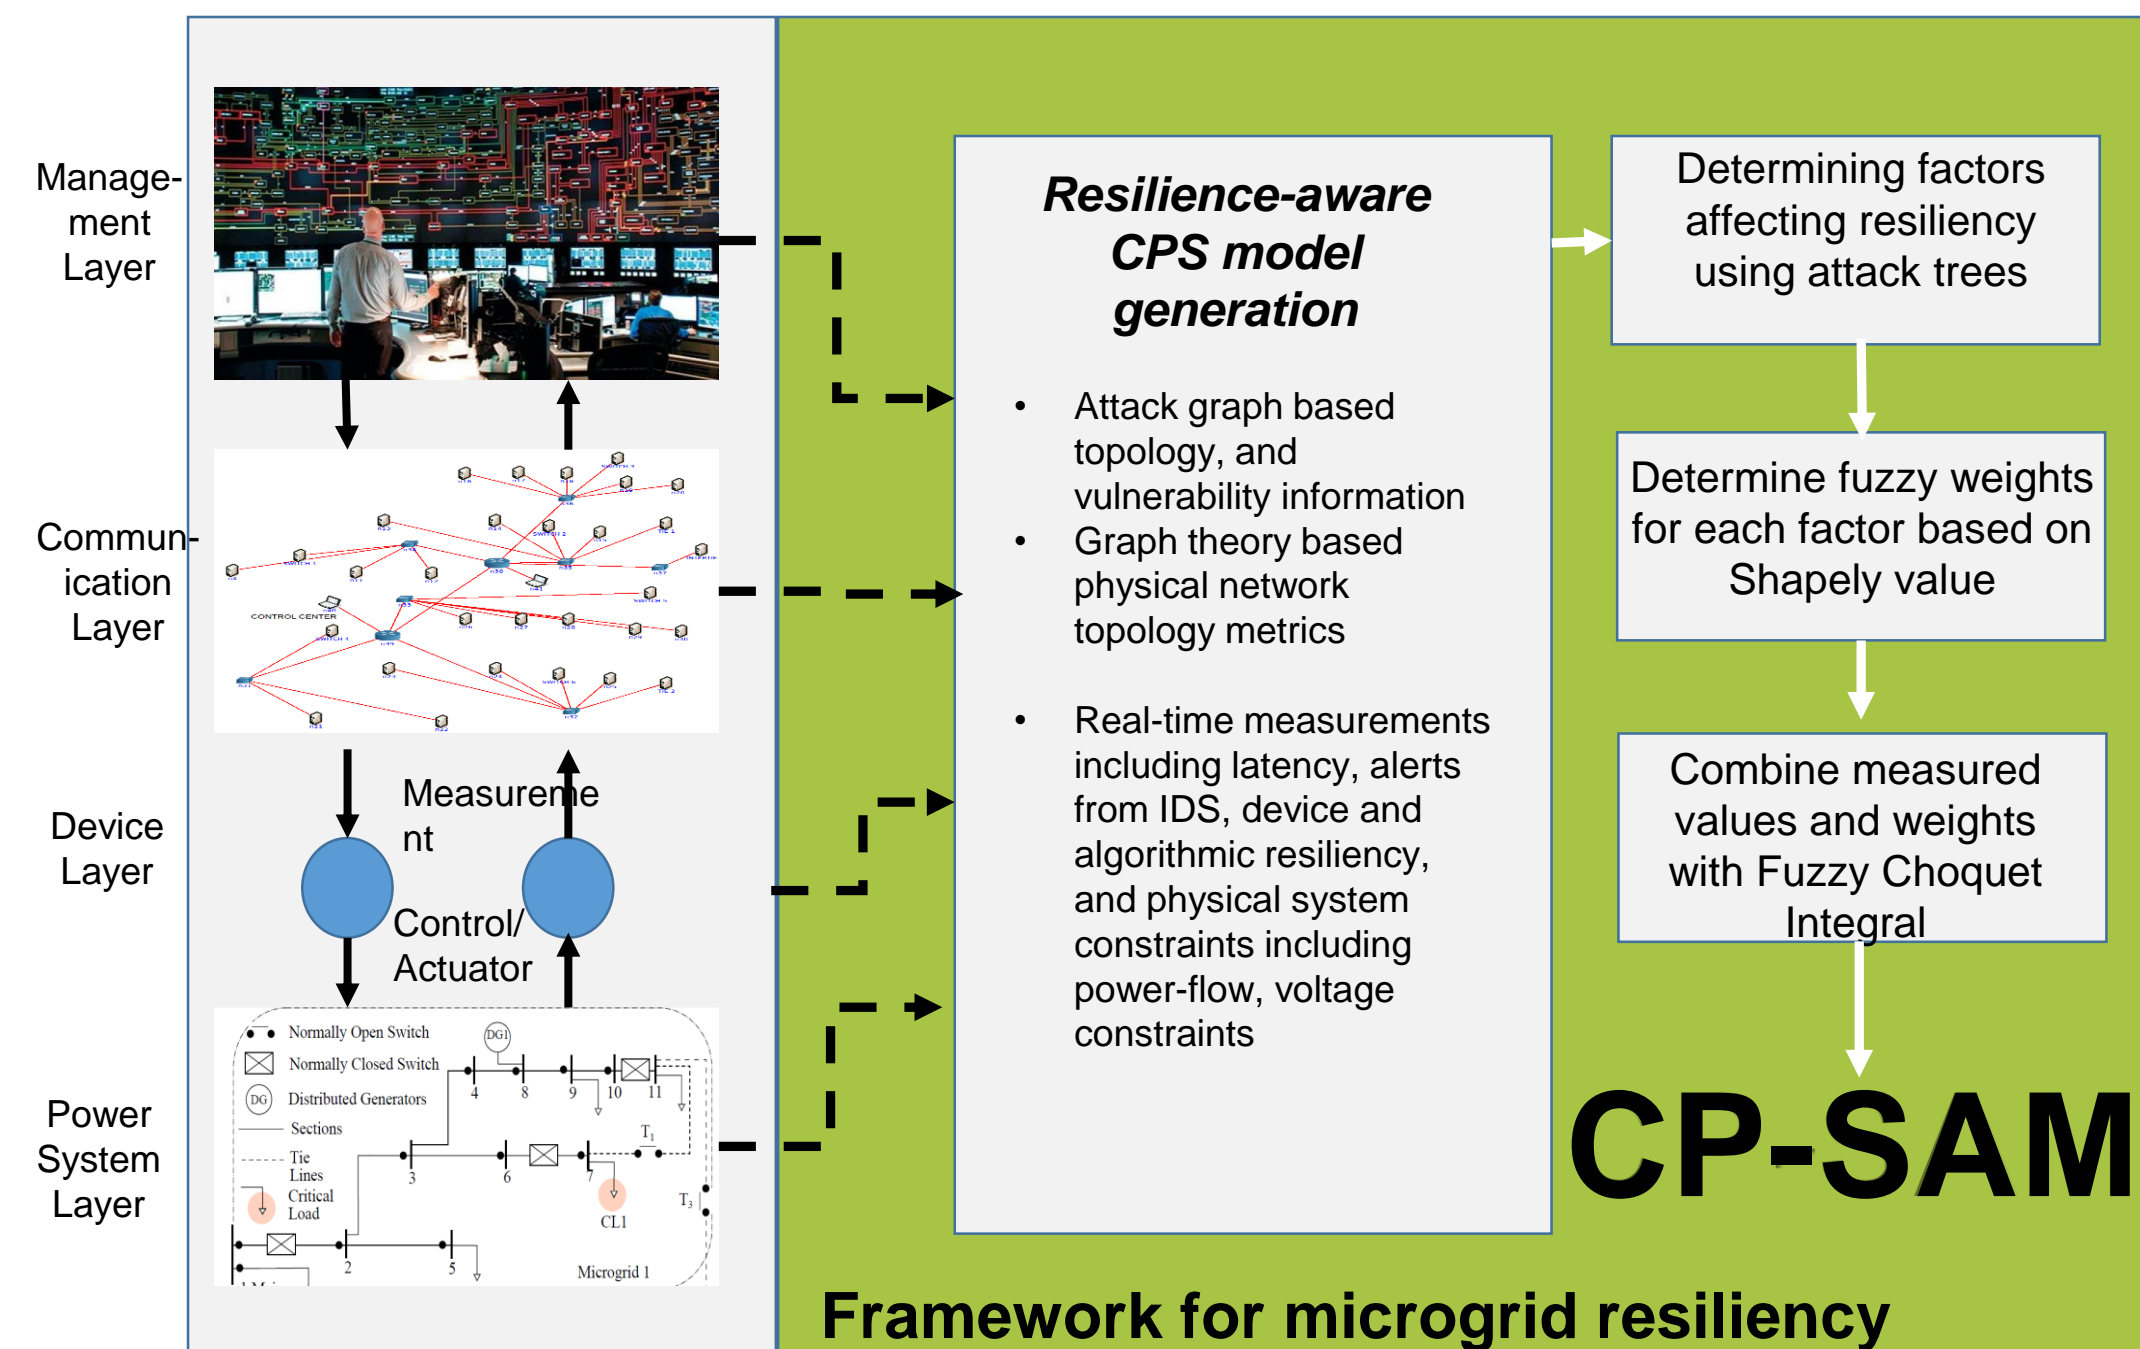 Manage-
ment
Layer
Commun-
ication
Layer
Device
Layer
Power
System
Layer
CONTROL CENTER
SWITCH 2
Measureme
nt
Control/
Actuator
Normally Open Switch
Normally Closed Switch
DG
Distributed Generators
Sections
Tie
Lines
Critical
Load
DG1
4
8
9
10
11
T1
3
6
7
CL1
T3
2
5
Microgrid 1
Resilience-aware
CPS model
generation
• Attack graph based
topology, and
vulnerability information
• Graph theory based
physical network
topology metrics
• Real-time measurements
including latency, alerts
from IDS, device and
algorithmic resiliency,
and physical system
constraints including
power-flow, voltage
constraints
Determining factors
affecting resiliency
using attack trees
Determine fuzzy weights
for each factor based on
Shapely value
Combine measured
values and weights
with Fuzzy Choquet
Integral
CP-SAM
Framework for microgrid resiliency